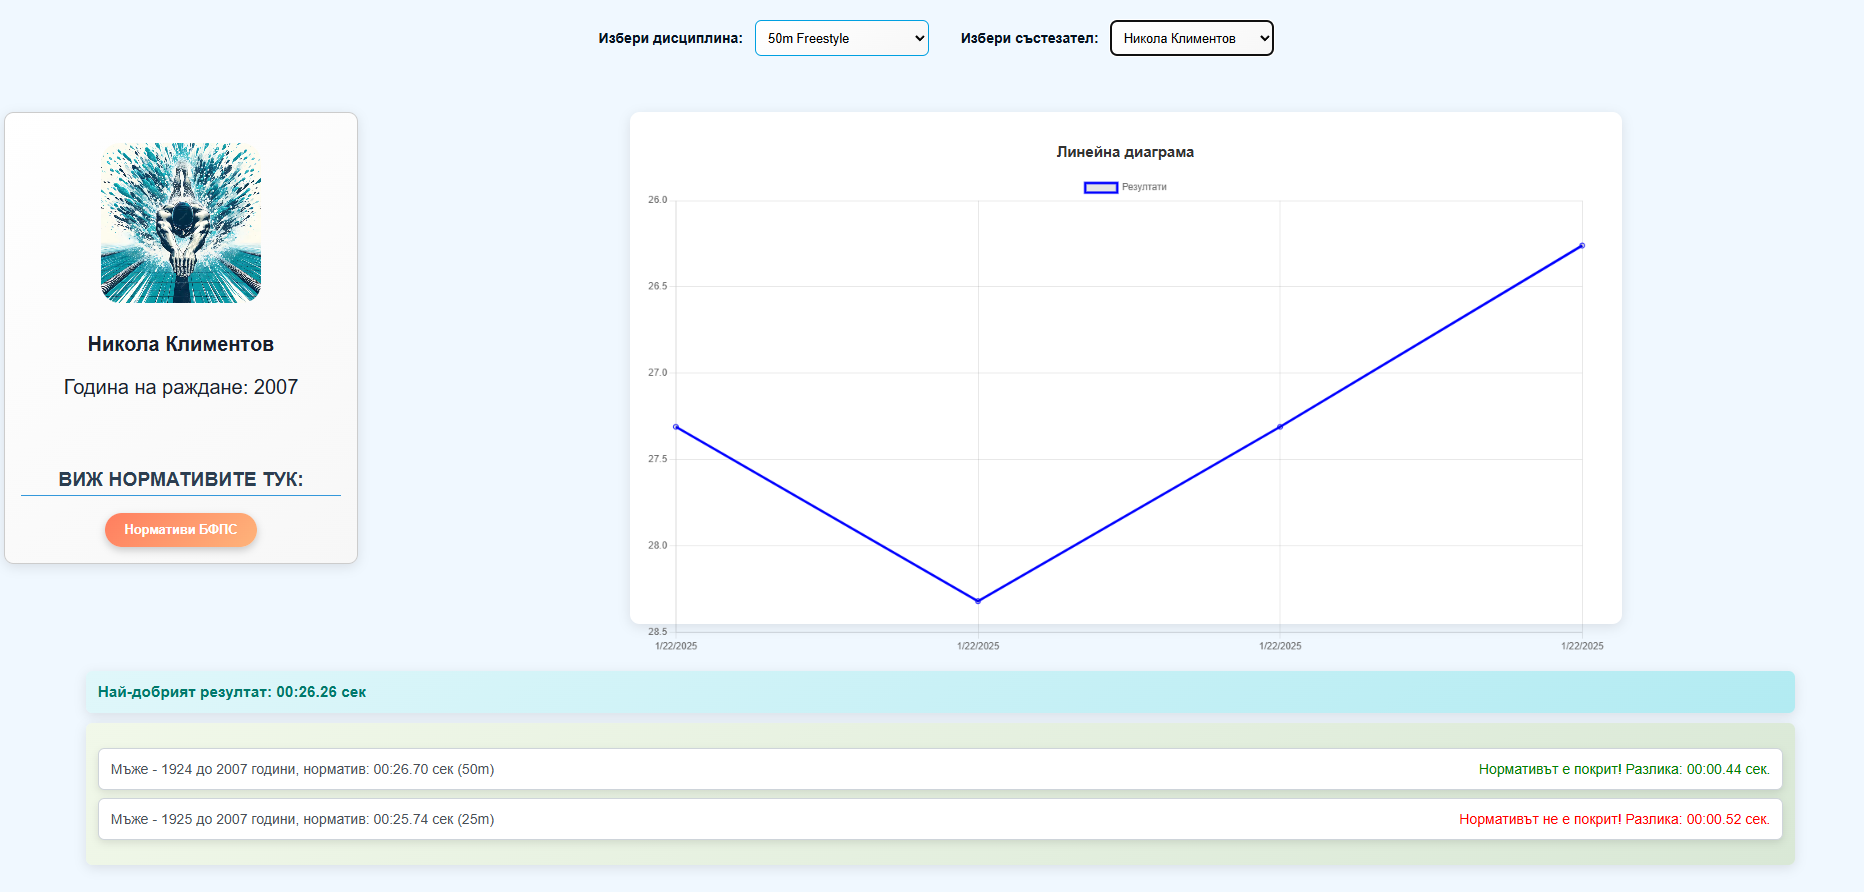 Избери дисциплина: 50m Freestyle Избери състезател: Никола Климентов
Никола Климентов
Година на раждане: 2007
ВИЖ НОРМАТИВИТЕ ТУК:
Нормативи БФПС
Линейна диаграма
Резултати
26.0
26.5
27.0
27.5
28.0
28.5
1/22/2025 1/22/2025 1/22/2025 1/22/2025
Най-добрият резултат: 00:26.26 сек
Мъже - 1924 до 2007 години, норматив: 00:26.70 сек (50m) Нормативът е покрит! Разлика: 00:00.44 сек.
Мъже - 1925 до 2007 години, норматив: 00:25.74 сек (25m) Нормативът не е покрит! Разлика: 00:00.52 сек.